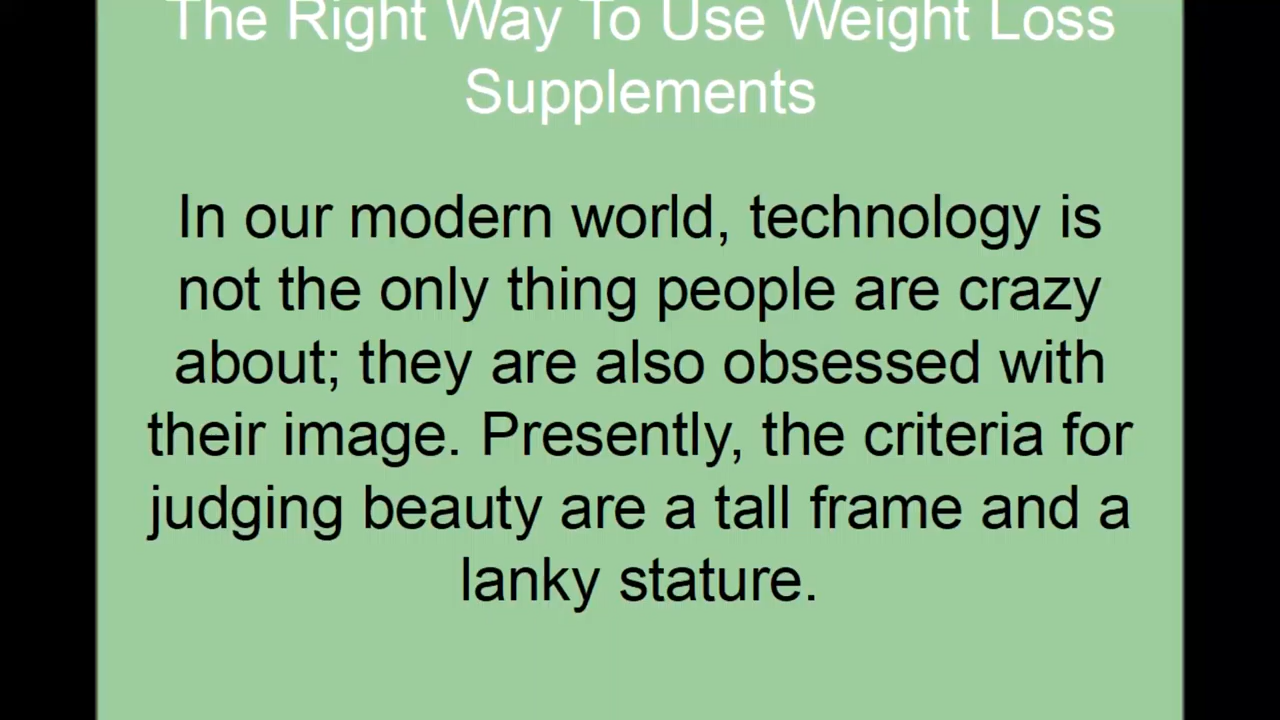 The Right Way To Use Weight Loss
Supplements
In our modern world, technology is
not the only thing people are crazy
about; they are also obsessed with
their image. Presently, the criteria for
judging beauty are a tall frame and a
lanky stature.